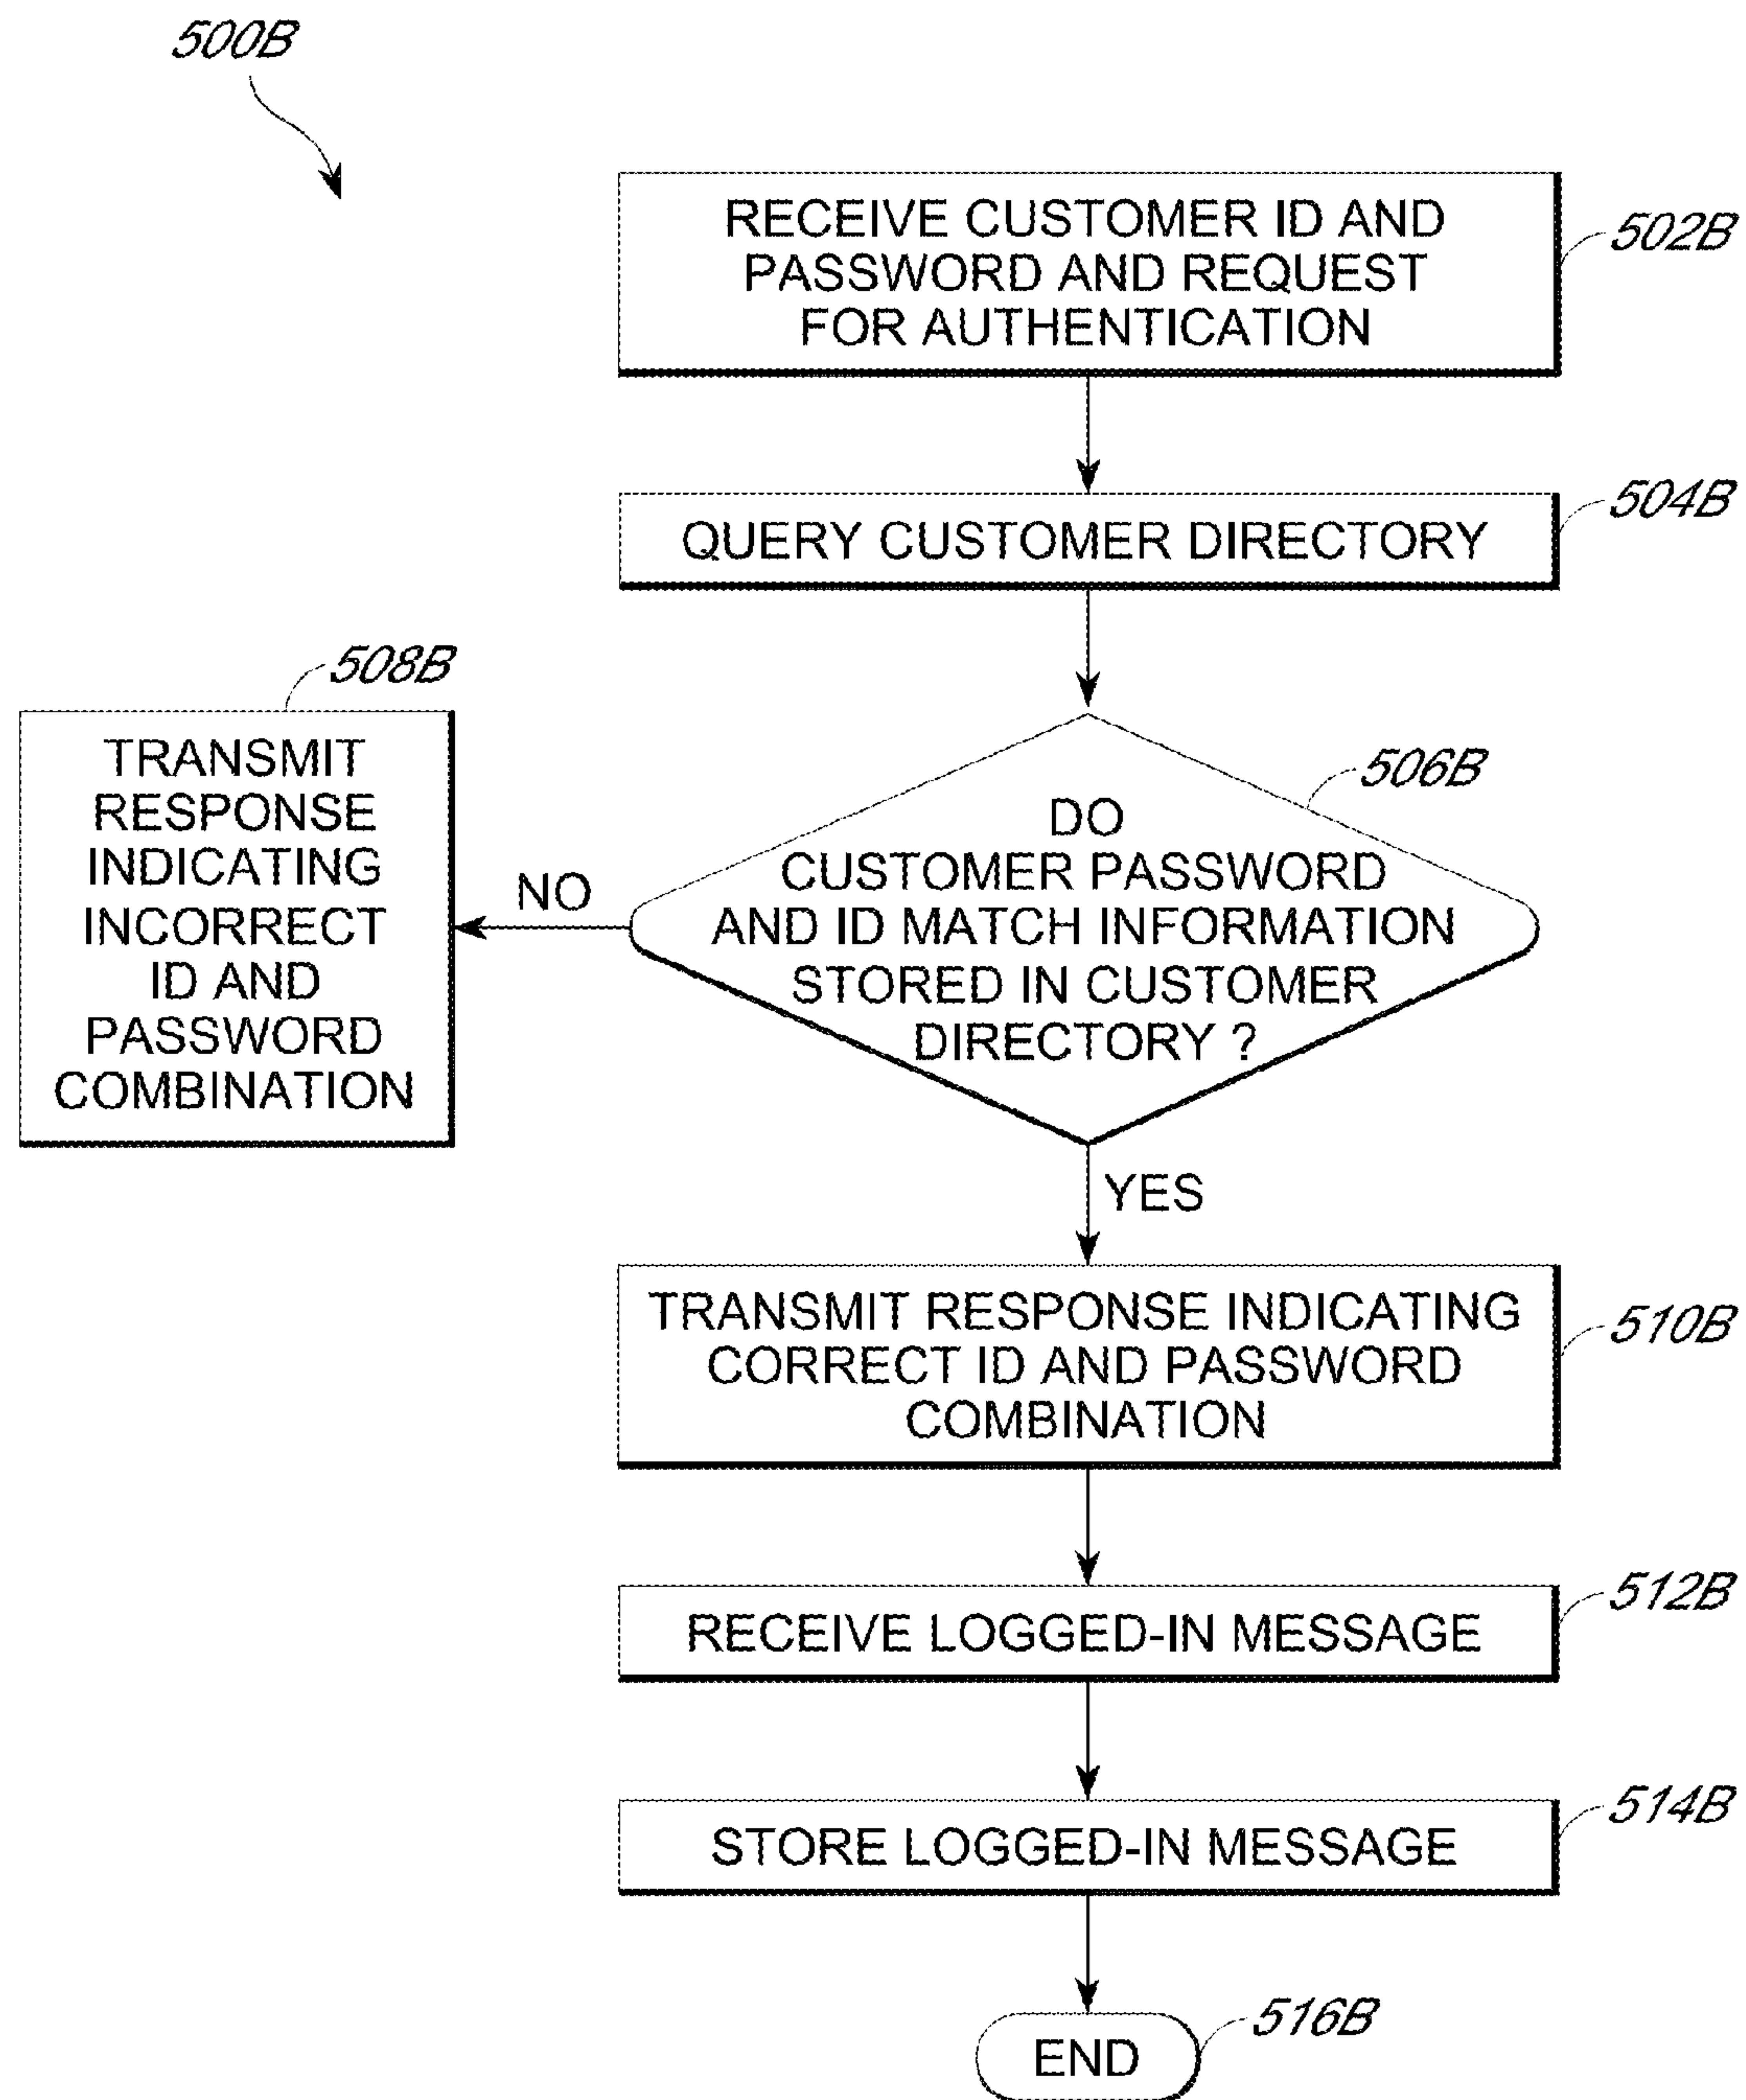 500B
RECEIVE CUSTOMER ID AND
PASSWORD AND REQUEST
FOR AUTHENTICATION
502B
QUERY CUSTOMER DIRECTORY
504B
508B
TRANSMIT
RESPONSE
INDICATING
INCORRECT
ID AND
PASSWORD
COMBINATION
NO
506B
DO
CUSTOMER PASSWORD
AND ID MATCH INFORMATION
STORED IN CUSTOMER
DIRECTORY ?
YES
TRANSMIT RESPONSE INDICATING
CORRECT ID AND PASSWORD
COMBINATION
510B
RECEIVE LOGGED-IN MESSAGE
512B
STORE LOGGED-IN MESSAGE
514B
END
516B